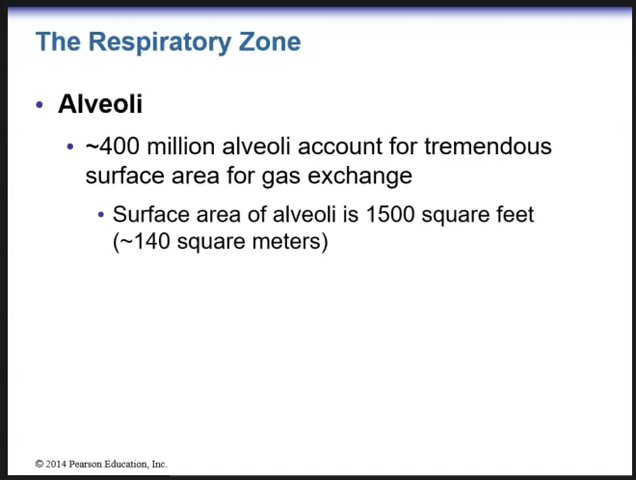 The Respiratory Zone
• Alveoli
• ~400 million alveoli account for tremendous
surface area for gas exchange
• Surface area of alveoli is 1500 square feet
(~140 square meters)
© 2014 Pearson Education, Inc.